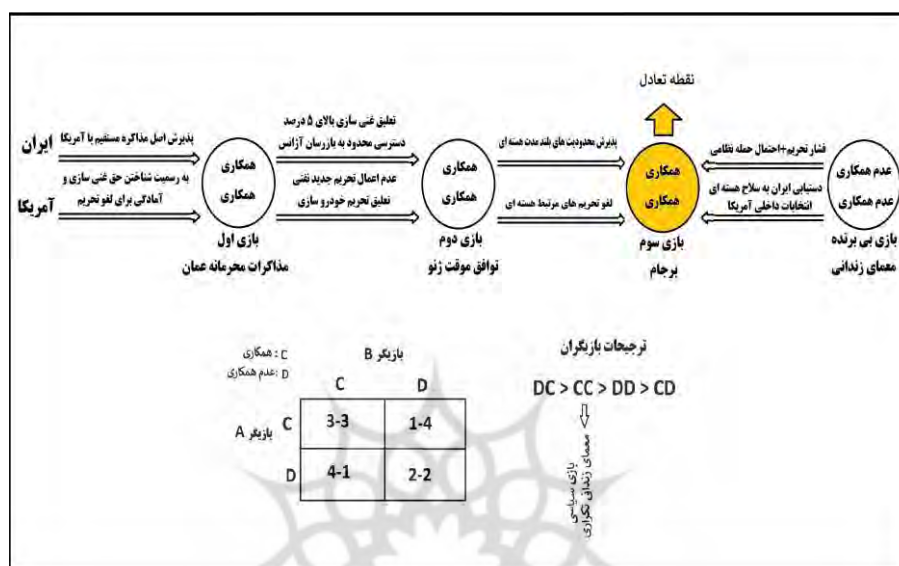 نقطه تعادل
ایران
آمریکا
پذیرش اصل مذاکره مستقیم با آمریکا
به رسمیت شناختن حق غنی سازی و
آمادگی برای لغو تحریم
همکاری
همکاری
بازی اول
مذاکرات محرمانه عمان
تعلیق غنی سازی بالای ۵ درصد
دسترسی محدود به بازرسان آژانس
عدم اعمال تحریم جدید نفتی
تعلیق تحریم خودرو سازی
همکاری
همکاری
بازی دوم
توافق موقت ژنو
پذیرش محدودیت های بلند مدت هسته ای
لغو تحریم های مرتبط هسته ای
همکاری
همکاری
بازی سوم
برجام
فشار تحریم+احتمال حمله نظامی
دستیابی ایران به سلاح هسته ای
انتخابات داخلی آمریکا
عدم همکاری
عدم همکاری
بازی بی برنده
معمای زندانی
C : همکاری
D :عدم همکاری
بازیگر B
C D
بازیگر A
C 3-3 1-4
D 4-1 2-2
ترجیحات بازیگران
DC > CC > DD > CD
بازی سیاسی
معمای زندانی تکراری